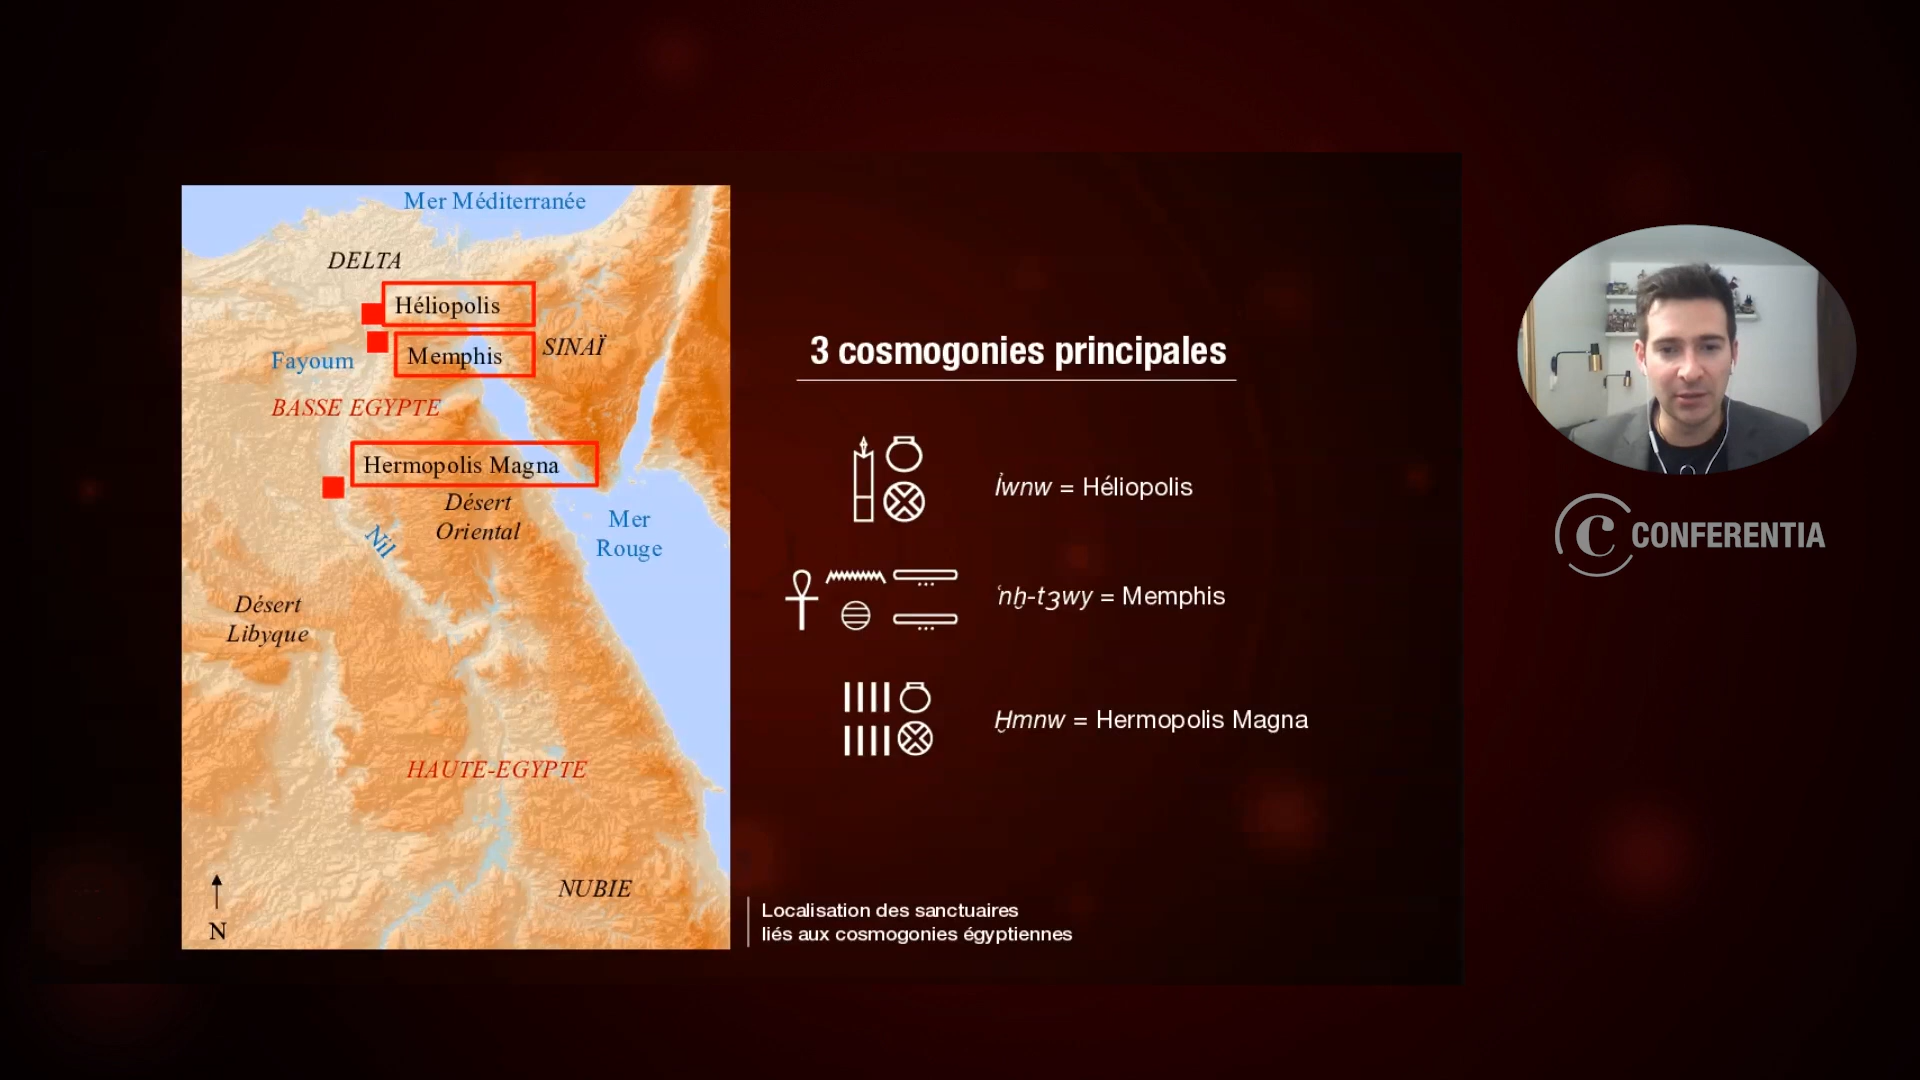 Mer Méditerranée
DELTA
Héliopolis
Memphis
SINAÏ
Fayoum
BASSE EGYPTE
Hermopolis Magna
Désert
Oriental
Mer
Rouge
Nil
Désert
Libyque
HAUTE-EGYPTE
NUBIE
N
3 cosmogonies principales
Ỉwnw = Héliopolis
ʿnḫ-tꜣwy = Memphis
Ḫmnw = Hermopolis Magna
Localisation des sanctuaires
liés aux cosmogonies égyptiennes
C CONFERENTIA